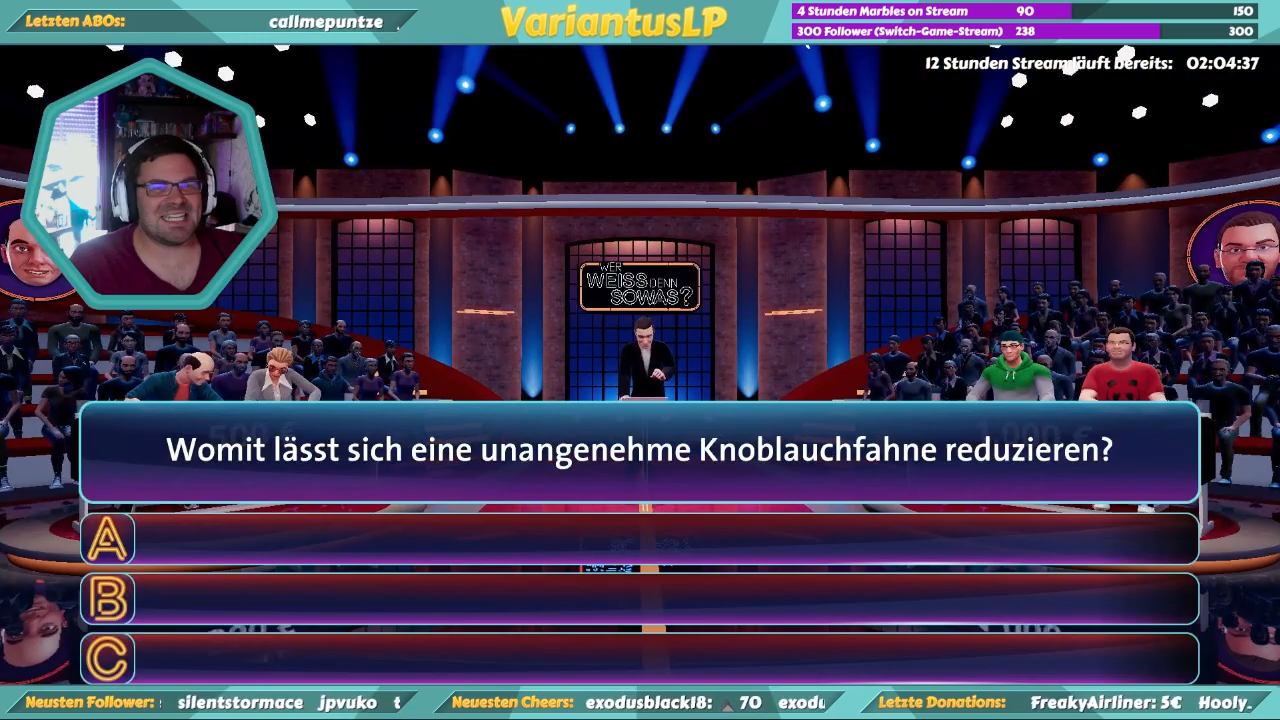 Letzten ABOs: callmepuntze
VariantusLP
4 Stunden Marbles on Stream 90 150
300 Follower (Switch-Game-Stream) 238 300
12 Stunden Stream läuft bereits: 02:04:37
WER
WEISS DENN
SOWAS?
Womit lässt sich eine unangenehme Knoblauchfahne reduzieren?
A
B
C
Neusten Follower: silentstormace jpvuko t
Neuesten Cheers: exodusblack18: 70 exodu
Letzte Donations: FreakyAirliner: 5€ Hooly_